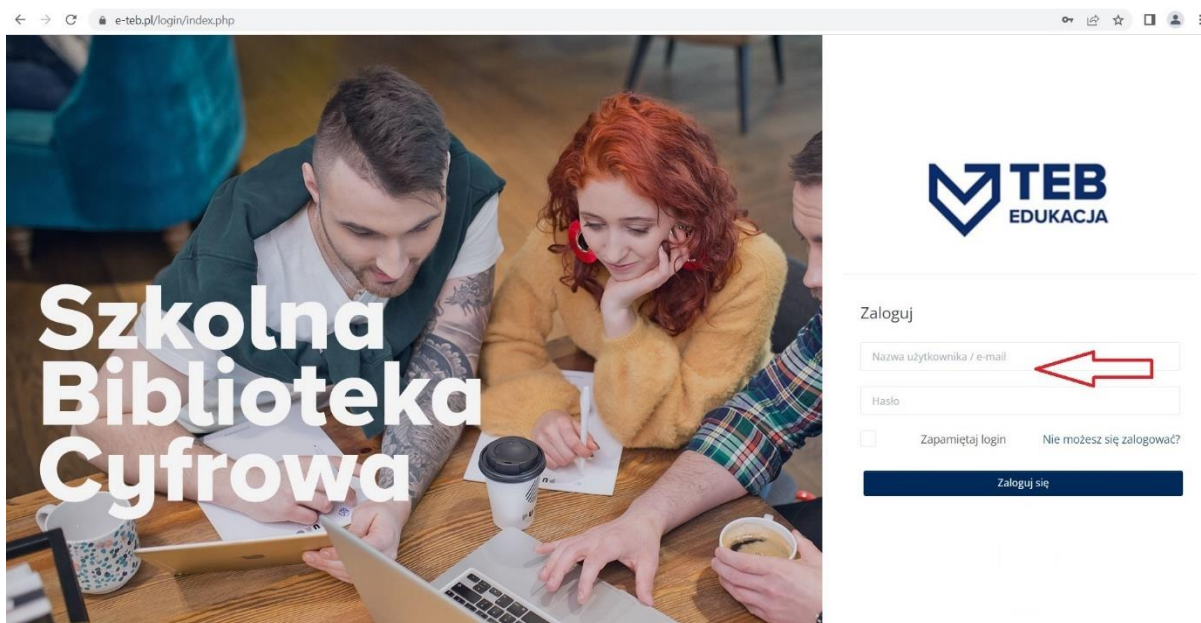 e-teb.pl/login/index.php
Szkolna
Biblioteka
Cyfrowa
TEB
EDUKACJA
Zaloguj
Nazwa użytkownika / e-mail
Hasło
Zapamiętaj login
Nie możesz się zalogować?
Zaloguj się